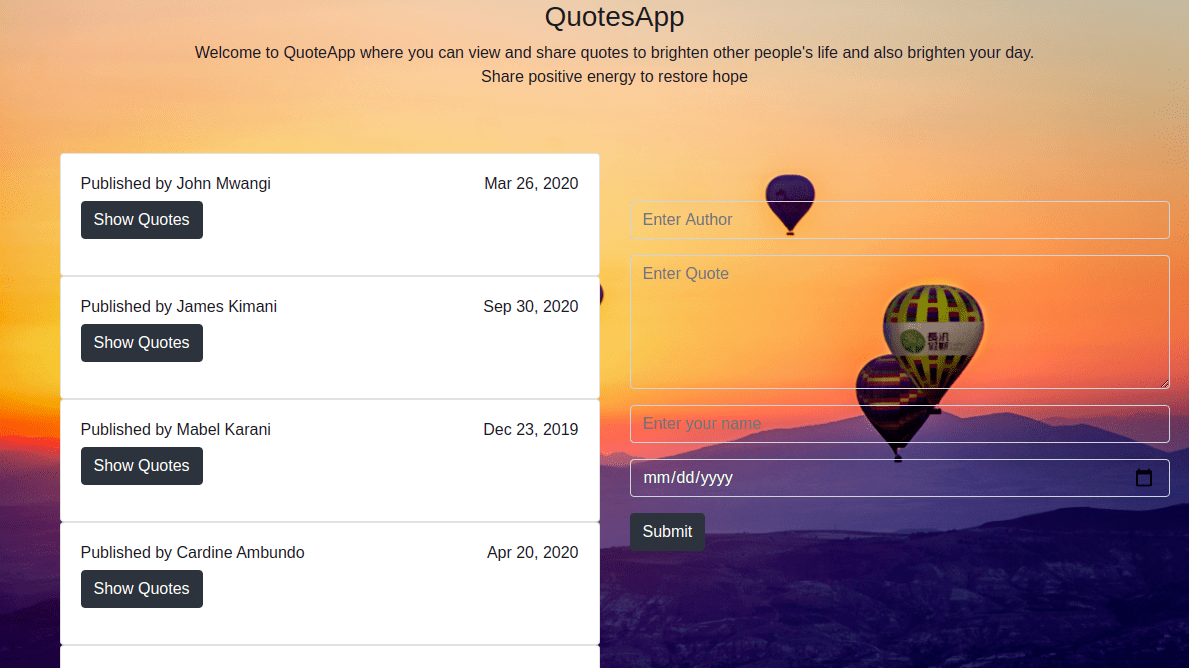 QuotesApp
Welcome to QuoteApp where you can view and share quotes to brighten other people's life and also brighten your day.
Share positive energy to restore hope
Published by John Mwangi Mar 26, 2020
Show Quotes
Published by James Kimani Sep 30, 2020
Show Quotes
Published by Mabel Karani Dec 23, 2019
Show Quotes
Published by Cardine Ambundo Apr 20, 2020
Show Quotes
Enter Author
Enter Quote
Enter your name
mm/dd/yyyy
Submit